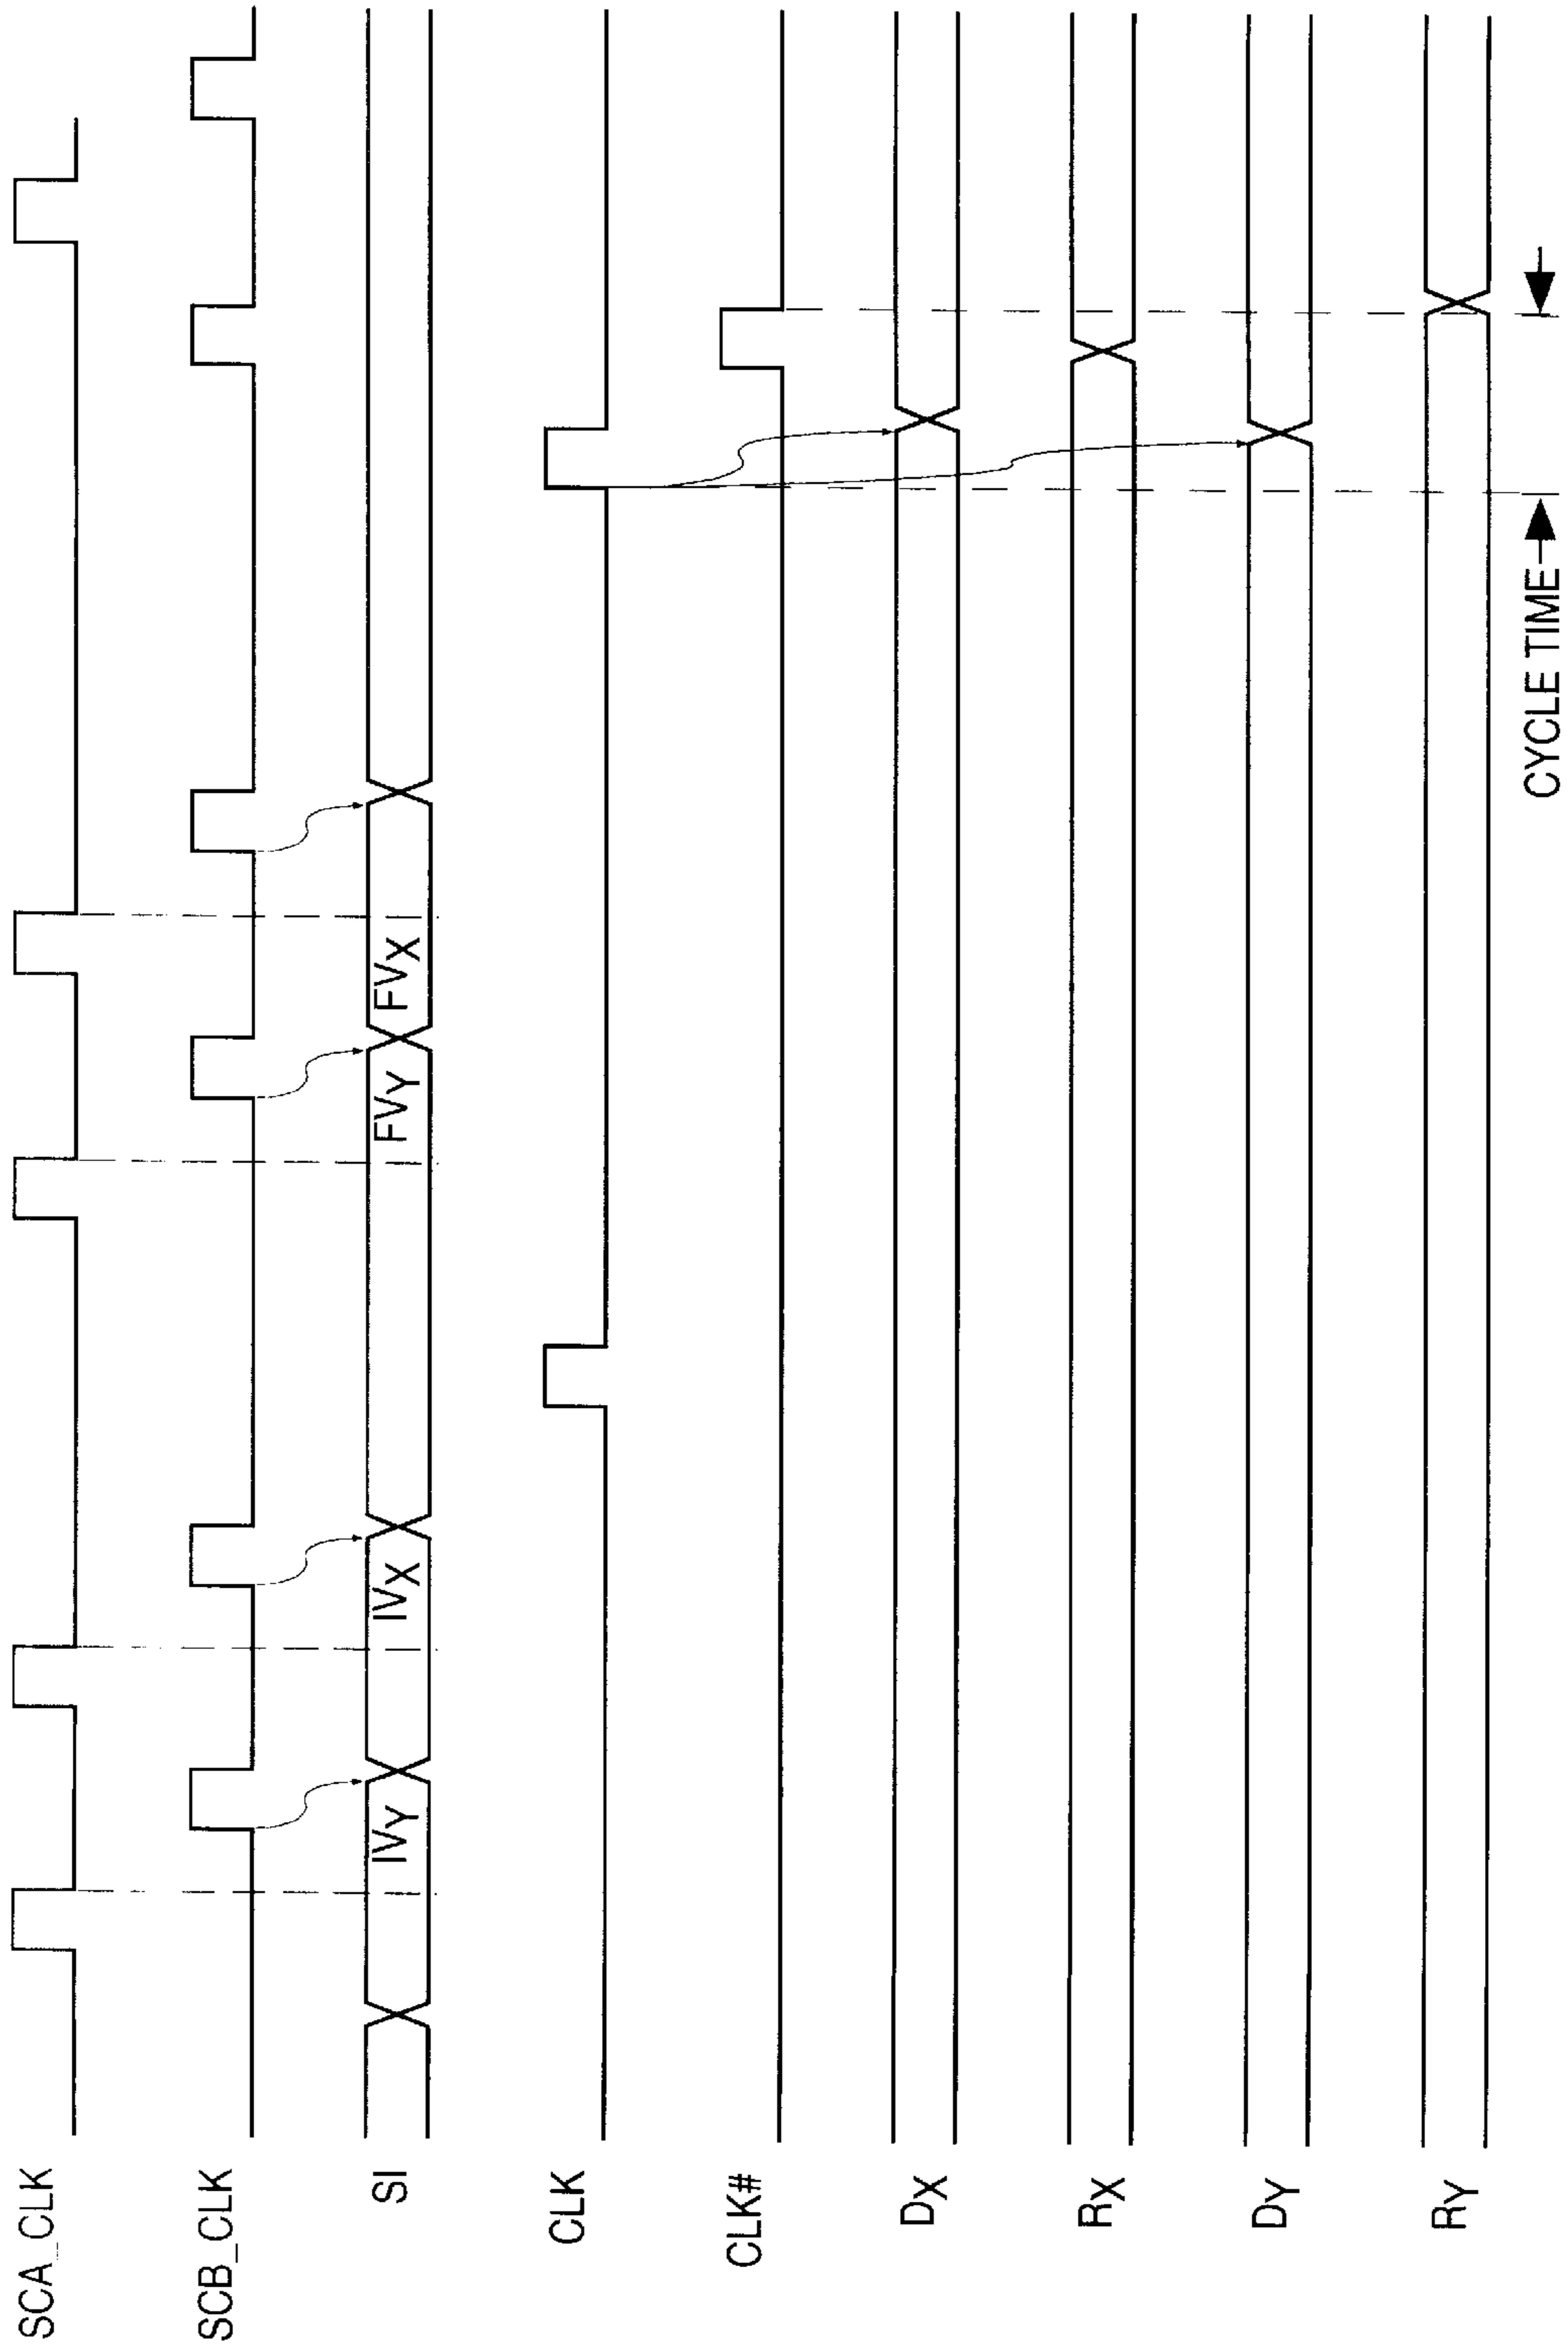 SCA_CLK
SCB_CLK
SI
IVY
IVX
FVY
FVX
CLK
CLK#
DX
RX
DY
RY
CYCLE TIME